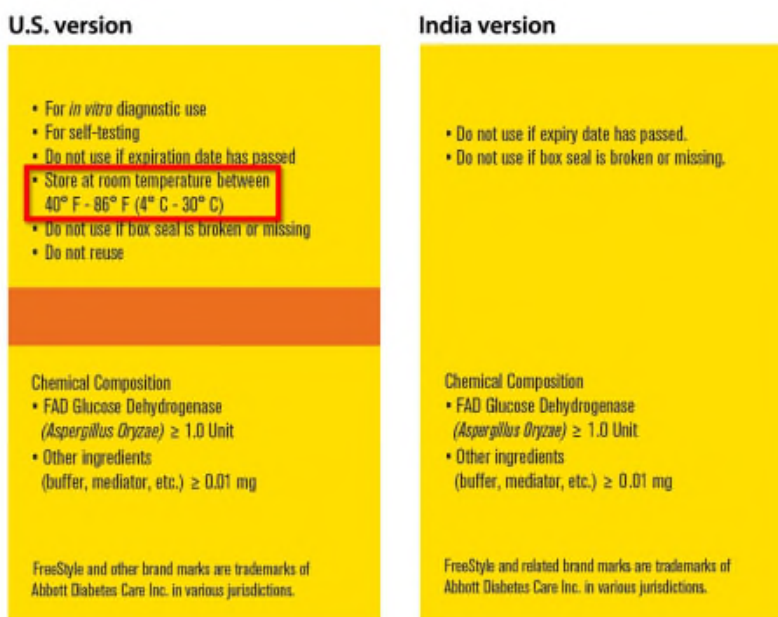 U.S. version
• For in vitro diagnostic use
• For self-testing
• Do not use if expiration date has passed
• Store at room temperature between
40° F - 86° F (4° C - 30° C)
• Do not use if box seal is broken or missing
• Do not reuse
Chemical Composition
• FAD Glucose Dehydrogenase
(Aspergillus Oryzae) ≥ 1.0 Unit
• Other ingredients
(buffer, mediator, etc.) ≥ 0.01 mg
FreeStyle and other brand marks are trademarks of
Abbott Diabetes Care Inc. in various jurisdictions.
India version
• Do not use if expiry date has passed.
• Do not use if box seal is broken or missing.
Chemical Composition
• FAD Glucose Dehydrogenase
(Aspergillus Oryzae) ≥ 1.0 Unit
• Other ingredients
(buffer, mediator, etc.) ≥ 0.01 mg
FreeStyle and related brand marks are trademarks of
Abbott Diabetes Care Inc. in various jurisdictions.